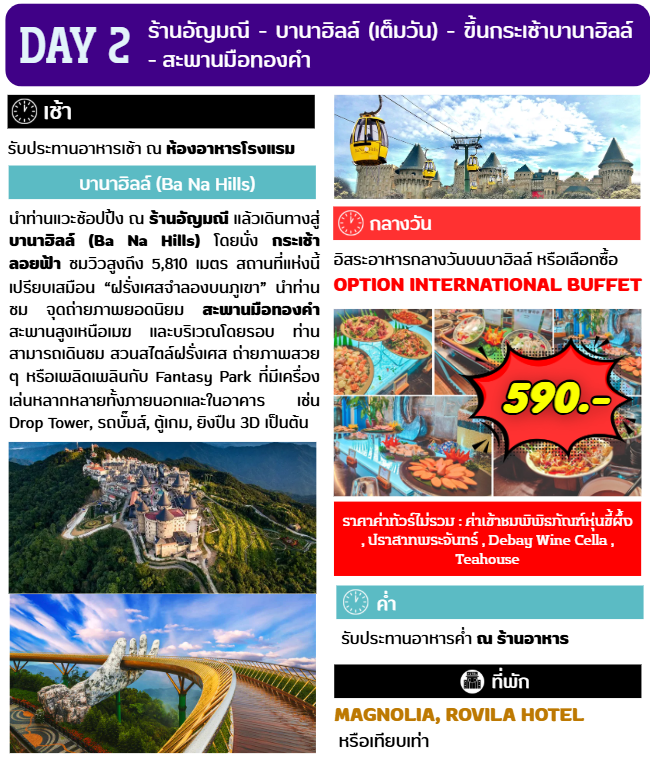 DAY 2
ร้านอัญมณี - บานาฮิลล์ (เต็มวัน) - ขึ้นกระเช้าบานาฮิลล์
- สะพานมือทองคำ
เช้า
รับประทานอาหารเช้า ณ ห้องอาหารโรงแรม
บานาฮิลล์ (Ba Na Hills)
นำท่านแวะช้อปปิ้ง ณ ร้านอัญมณี แล้วเดินทางสู่
บานาฮิลล์ (Ba Na Hills) โดยนั่ง กระเช้า
ลอยฟ้า ชมวิวสูงถึง 5,810 เมตร สถานที่แห่งนี้
เปรียบเสมือน “ฝรั่งเศสจำลองบนภูเขา” นำท่าน
ชม จุดถ่ายภาพยอดนิยม สะพานมือทองคำ
สะพานสูงเหนือเมฆ และบริเวณโดยรอบ ท่าน
สามารถเดินชม สวนสไตล์ฝรั่งเศส ถ่ายภาพสวย
ๆ หรือเพลิดเพลินกับ Fantasy Park ที่มีเครื่อง
เล่นหลากหลายทั้งภายนอกและในอาคาร เช่น
Drop Tower, รถบั๊มส์, ตู้เกม, ยิงปืน 3D เป็นต้น
กลางวัน
อิสระอาหารกลางวันบนบาฮิลล์ หรือเลือกซื้อ
OPTION INTERNATIONAL BUFFET
590.-
ราคาค่าทัวร์ไม่รวม : ค่าเข้าชมพิพิธภัณฑ์หุ่นขี้ผึ้ง
, ปราสาทพระจันทร์ , Debay Wine Cella ,
Teahouse
ค่ำ
รับประทานอาหารค่ำ ณ ร้านอาหาร
ที่พัก
MAGNOLIA, ROVILA HOTEL
หรือเทียบเท่า